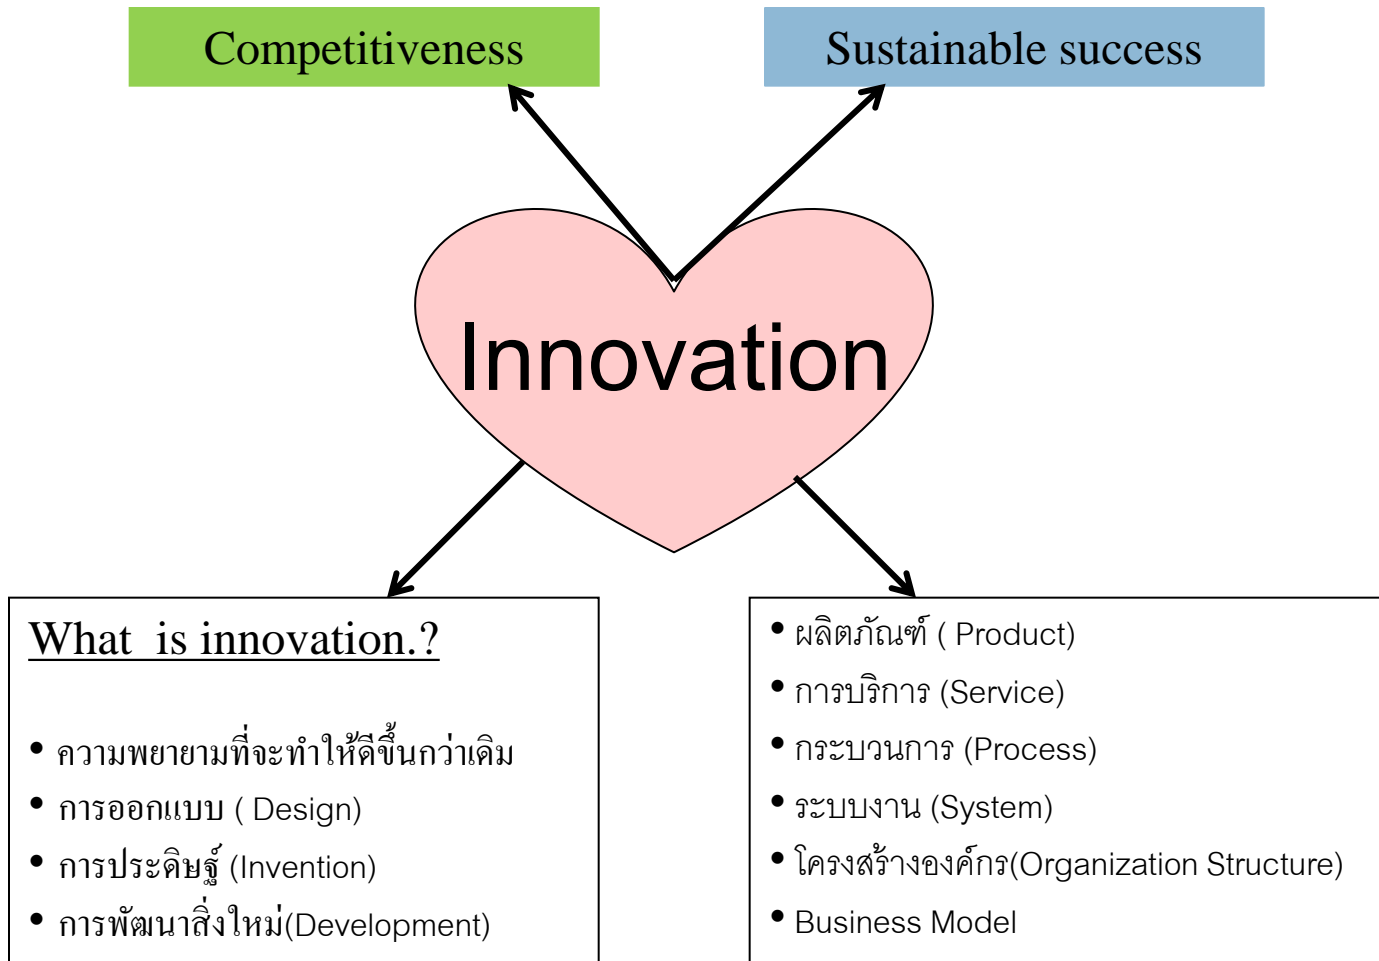 Competitiveness
Sustainable success
Innovation
What is innovation.?
• ความพยายามที่จะทำให้ดีขึ้นกว่าเดิม
• การออกแบบ ( Design)
• การประดิษฐ์ (Invention)
• การพัฒนาสิ่งใหม่(Development)
• ผลิตภัณฑ์ ( Product)
• การบริการ (Service)
• กระบวนการ (Process)
• ระบบงาน (System)
• โครงสร้างองค์กร(Organization Structure)
• Business Model